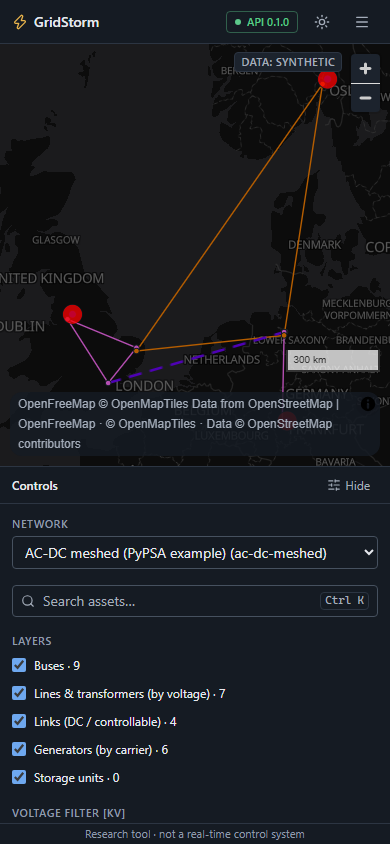 GridStorm
API 0.1.0
DATA: SYNTHETIC
BERGEN
OSL
GLASGOW
DENMARK
COP
UNITED KINGDOM
MECKLENBURG
VORPOMMERN
DUBLIN
LOWER SAXONY
BRANDENBU
NETHERLANDS
300 km
LONDON
GERMANY
OpenFreeMap © OpenMapTiles Data from OpenStreetMap |
OpenFreeMap · © OpenMapTiles · Data © OpenStreetMap
contributors
LUXEMBOURG
FRANKFURT
BAVARIA
Controls
Hide
NETWORK
AC-DC meshed (PyPSA example) (ac-dc-meshed)
Search assets...
Ctrl K
LAYERS
Buses · 9
Lines & transformers (by voltage) · 7
Links (DC / controllable) · 4
Generators (by carrier) · 6
Storage units · 0
VOLTAGE FILTER [KV]
Research tool · not a real-time control system